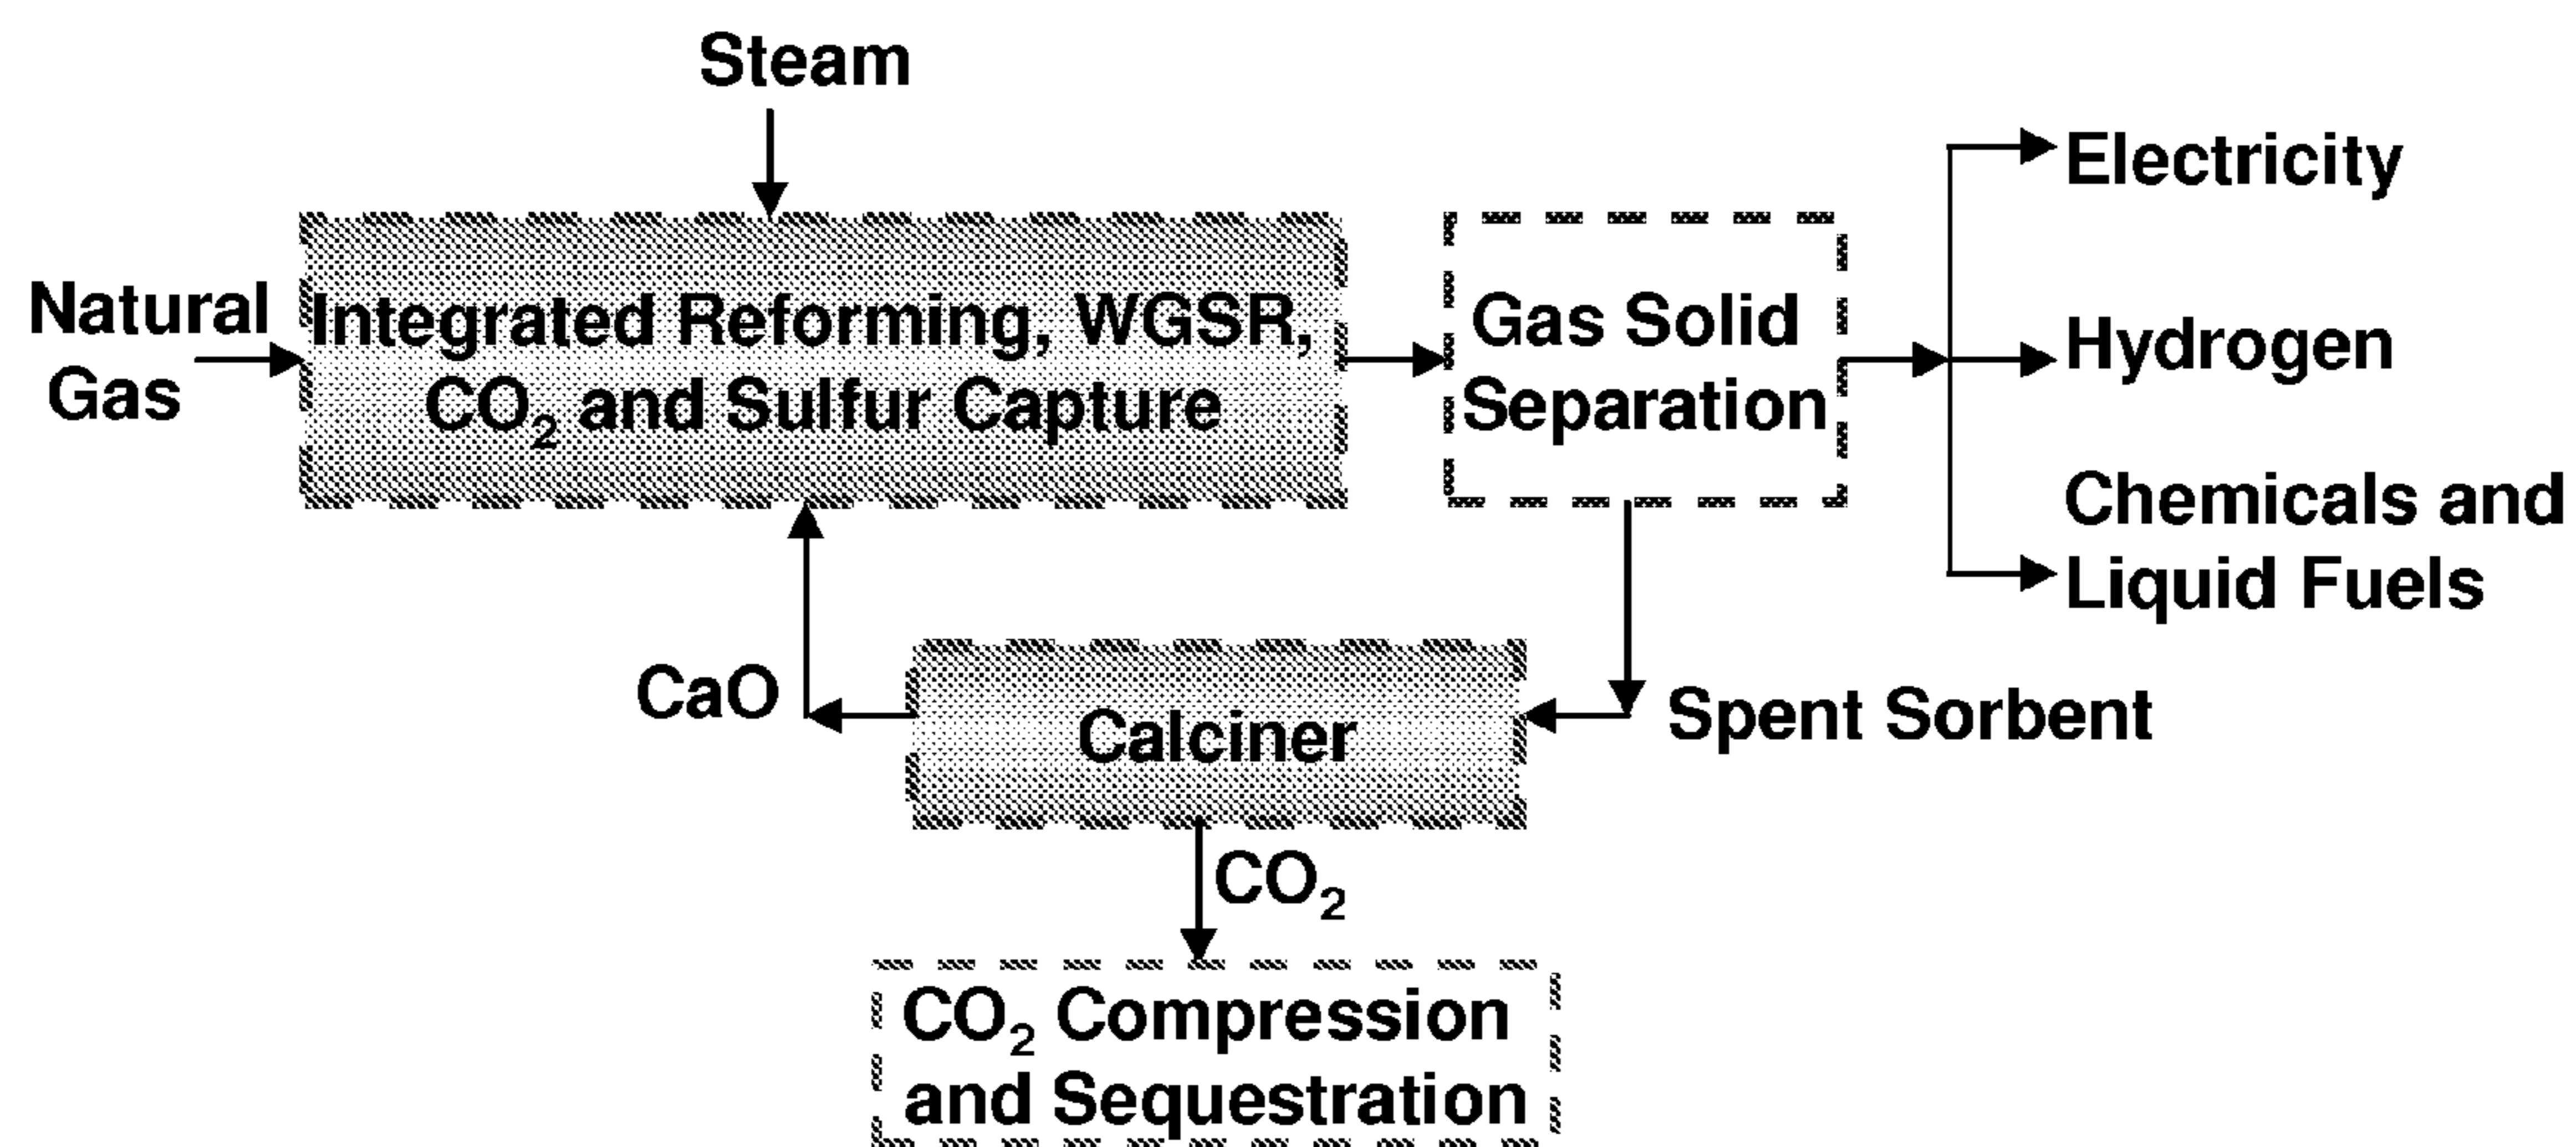 Steam
Natural
Gas
Integrated Reforming, WGSR,
CO₂ and Sulfur Capture
Gas Solid
Separation
Electricity
Hydrogen
Chemicals and
Liquid Fuels
CaO
Calciner
Spent Sorbent
CO₂
CO₂ Compression
and Sequestration